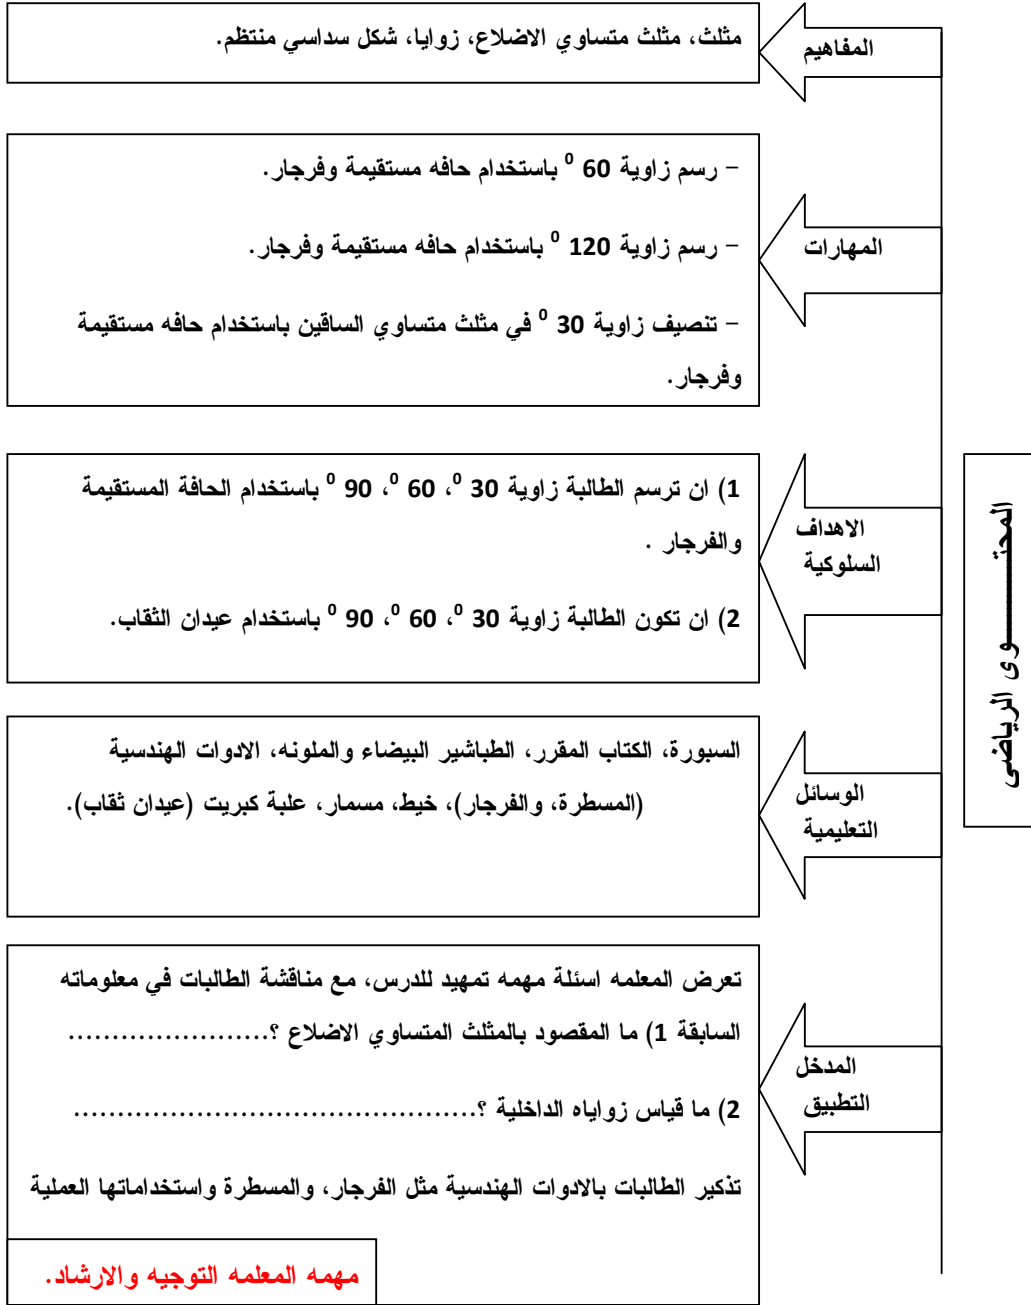 المحتــــــــوى الرياضى
المفاهيم
مثلث، مثلث متساوي الاضلاع، زوايا، شكل سداسي منتظم.
المهارات
– رسم زاوية 60 ⁰ باستخدام حافه مستقيمة وفرجار.
– رسم زاوية 120 ⁰ باستخدام حافه مستقيمة وفرجار.
– تنصيف زاوية 30 ⁰ في مثلث متساوي الساقين باستخدام حافه مستقيمة
وفرجار.
الاهداف
السلوكية
1) ان ترسم الطالبة زاوية 30 ⁰، 60 ⁰، 90 ⁰ باستخدام الحافة المستقيمة
والفرجار .
2) ان تكون الطالبة زاوية 30 ⁰، 60 ⁰، 90 ⁰ باستخدام عيدان الثقاب.
الوسائل
التعليمية
السبورة، الكتاب المقرر، الطباشير البيضاء والملونه، الادوات الهندسية
(المسطرة، والفرجار)، خيط، مسمار، علبة كبريت (عيدان ثقاب).
المدخل
التطبيق
تعرض المعلمه اسئلة مهمه تمهيد للدرس، مع مناقشة الطالبات في معلوماته
السابقة 1) ما المقصود بالمثلث المتساوي الاضلاع ؟.......................
2) ما قياس زواياه الداخلية ؟..............................................
تذكير الطالبات بالادوات الهندسية مثل الفرجار، والمسطرة واستخداماتها العملية
مهمه المعلمه التوجيه والارشاد.